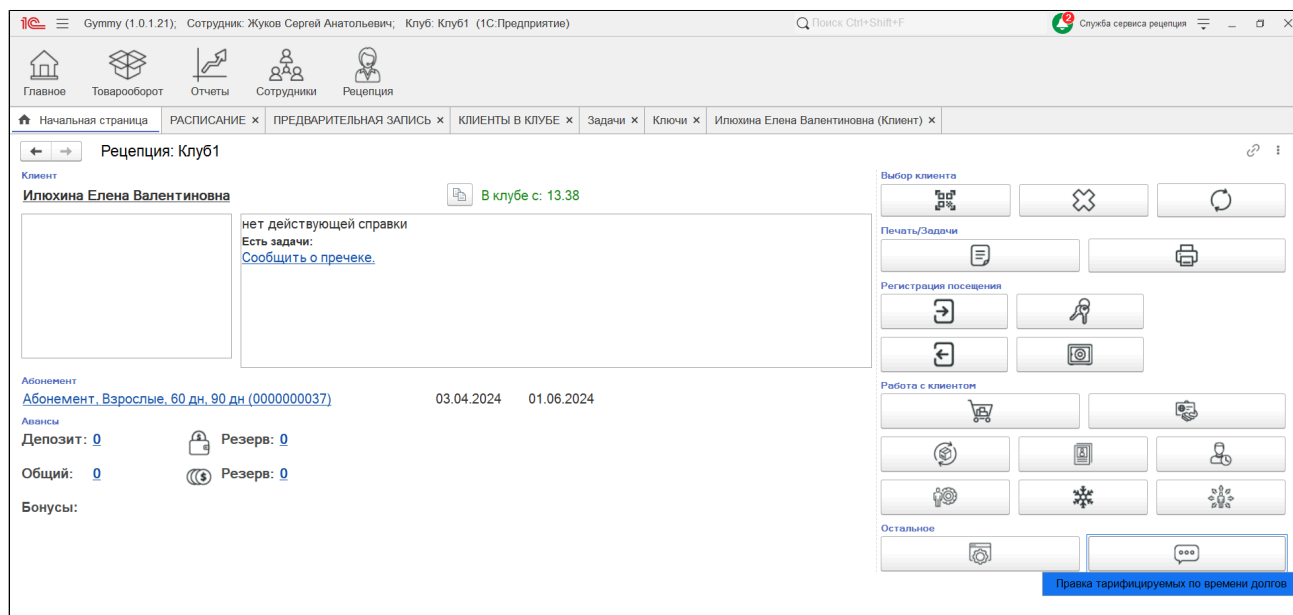 Gymmy (1.0.1.21); Сотрудник: Жуков Сергей Анатольевич; Клуб: Клуб1 (1С:Предприятие) Поиск Ctrl+Shift+F 2 Служба сервиса рецепция
Главное Товарооборот Отчеты Сотрудники Рецепция
Начальная страница РАСПИСАНИЕ × ПРЕДВАРИТЕЛЬНАЯ ЗАПИСЬ × КЛИЕНТЫ В КЛУБЕ × Задачи × Ключи × Илюхина Елена Валентиновна (Клиент) ×
Рецепция: Клуб1
Клиент
Илюхина Елена Валентиновна В клубе с: 13.38
нет действующей справки
Есть задачи:
Сообщить о пречеке.
Абонемент
Абонемент, Взрослые, 60 дн, 90 дн (0000000037) 03.04.2024 01.06.2024
Авансы
Депозит: 0 Резерв: 0
Общий: 0 Резерв: 0
Бонусы:
Выбор клиента
Печать/Задачи
Регистрация посещения
Работа с клиентом
Остальное
Правка тарифицируемых по времени долгов